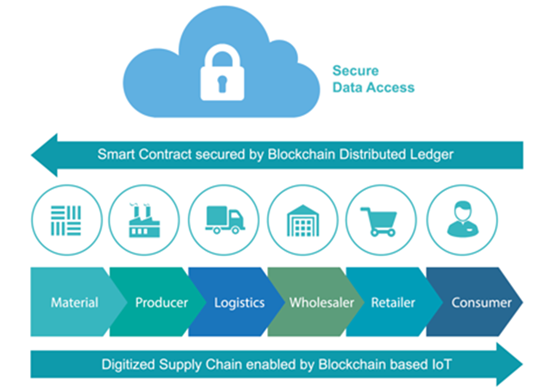 Secure
Data Access
Smart Contract secured by Blockchain Distributed Ledger
Material Producer Logistics Wholesaler Retailer Consumer
Digitized Supply Chain enabled by Blockchain based IoT